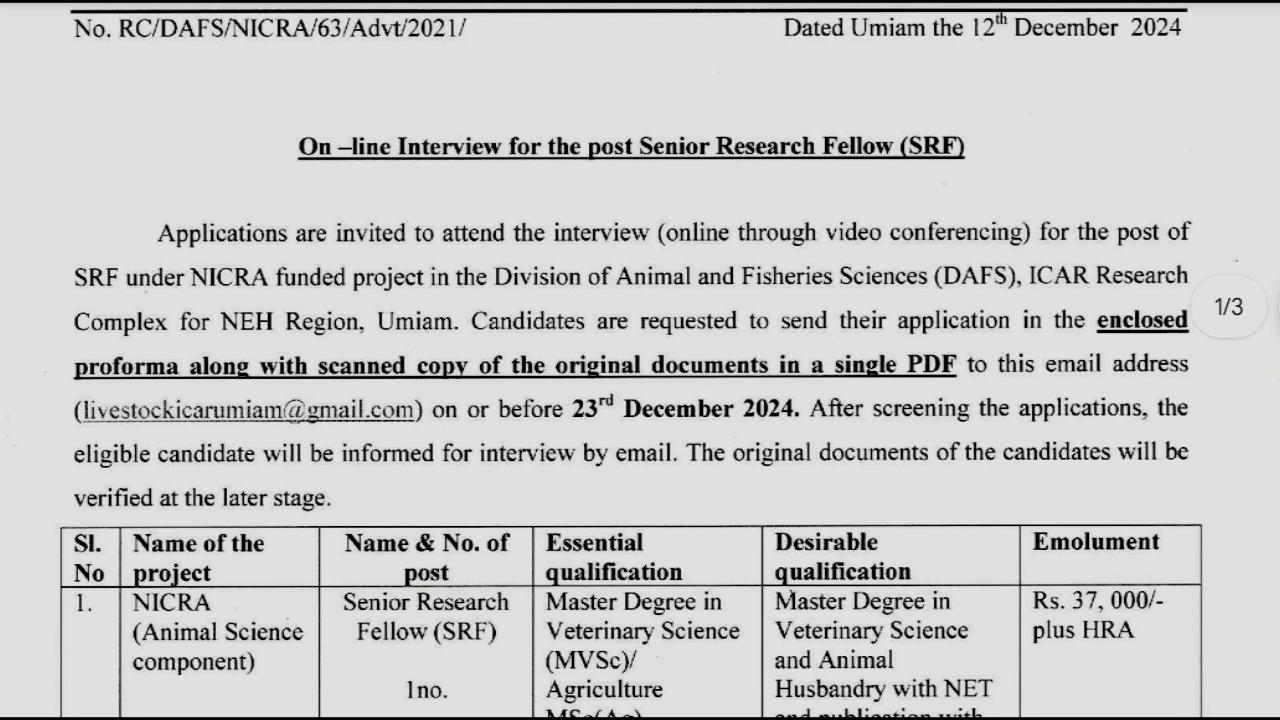 No. RC/DAFS/NICRA/63/Advt/2021/ Dated Umiam the 12th December 2024
On –line Interview for the post Senior Research Fellow (SRF)
Applications are invited to attend the interview (online through video conferencing) for the post of
SRF under NICRA funded project in the Division of Animal and Fisheries Sciences (DAFS), ICAR Research
Complex for NEH Region, Umiam. Candidates are requested to send their application in the enclosed
1/3
proforma along with scanned copy of the original documents in a single PDF to this email address
(livestockicarumiam@gmail.com) on or before 23rd December 2024. After screening the applications, the
eligible candidate will be informed for interview by email. The original documents of the candidates will be
verified at the later stage.
Sl. Name of the Name & No. of Essential Desirable Emolument
No project post qualification qualification
1. NICRA Senior Research Master Degree in Master Degree in Rs. 37, 000/-
(Animal Science Fellow (SRF) Veterinary Science Veterinary Science plus HRA
component) (MVSc)/ and Animal
1no. Agriculture Husbandry with NET
MSc(Ag) and publication with